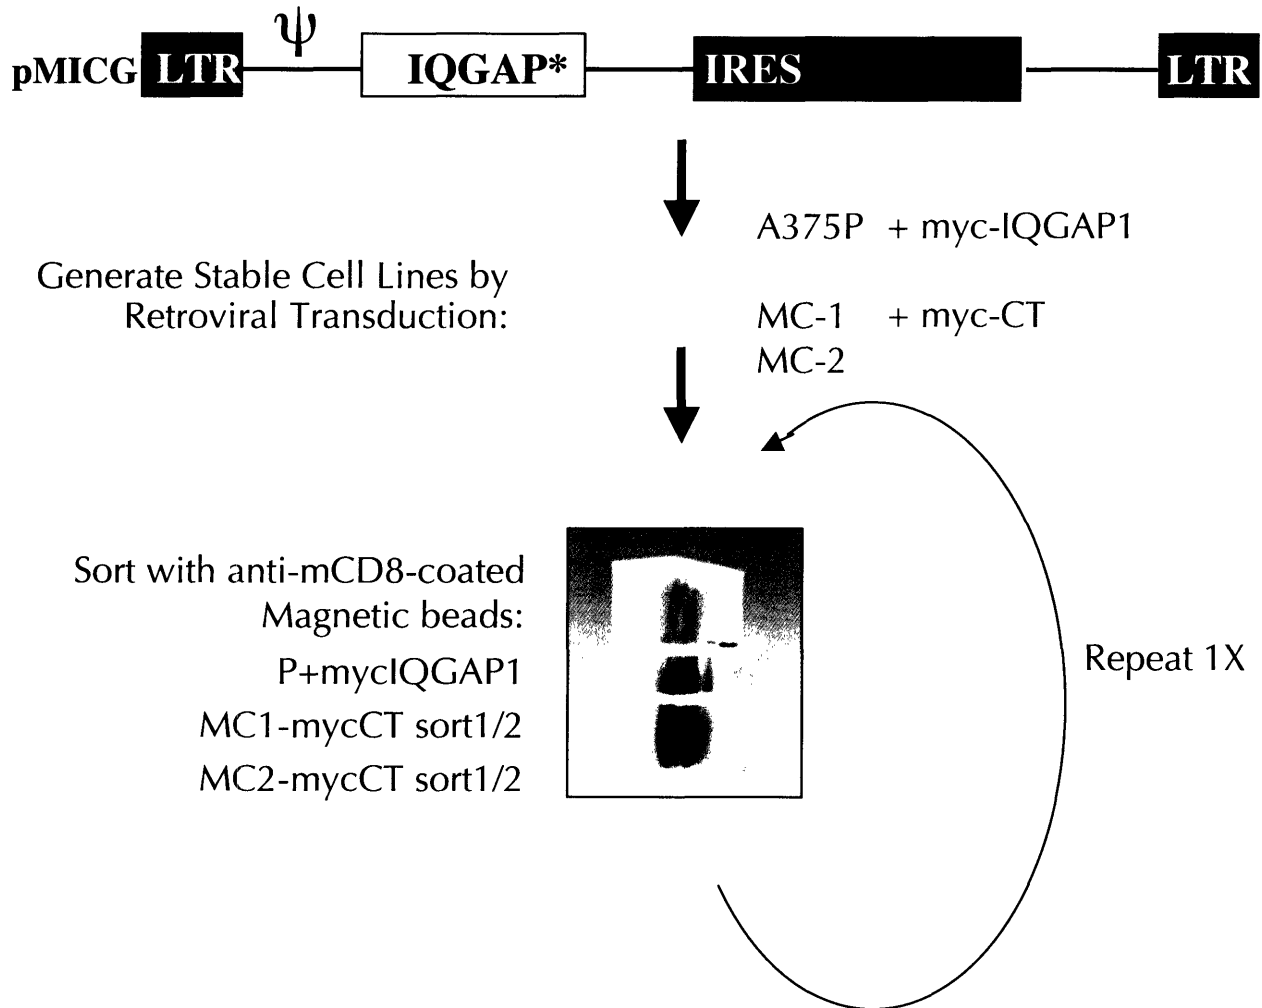 ψ
pMICG LTR IQGAP* IRES LTR
A375P + myc-IQGAP1
Generate Stable Cell Lines by
Retroviral Transduction:
MC-1 + myc-CT
MC-2
Sort with anti-mCD8-coated
Magnetic beads:
P+mycIQGAP1
MC1-mycCT sort1/2
MC2-mycCT sort1/2
Repeat 1X